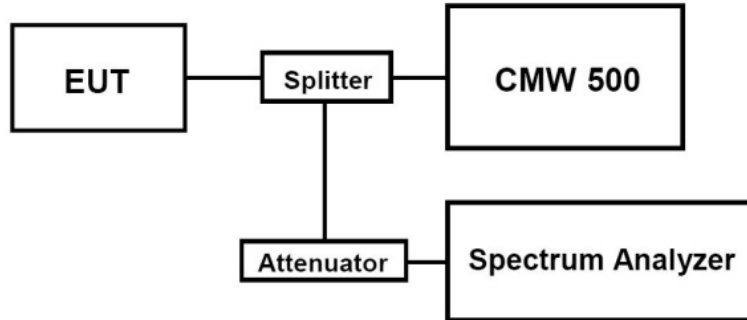 EUT
Splitter
CMW 500
Attenuator
Spectrum Analyzer